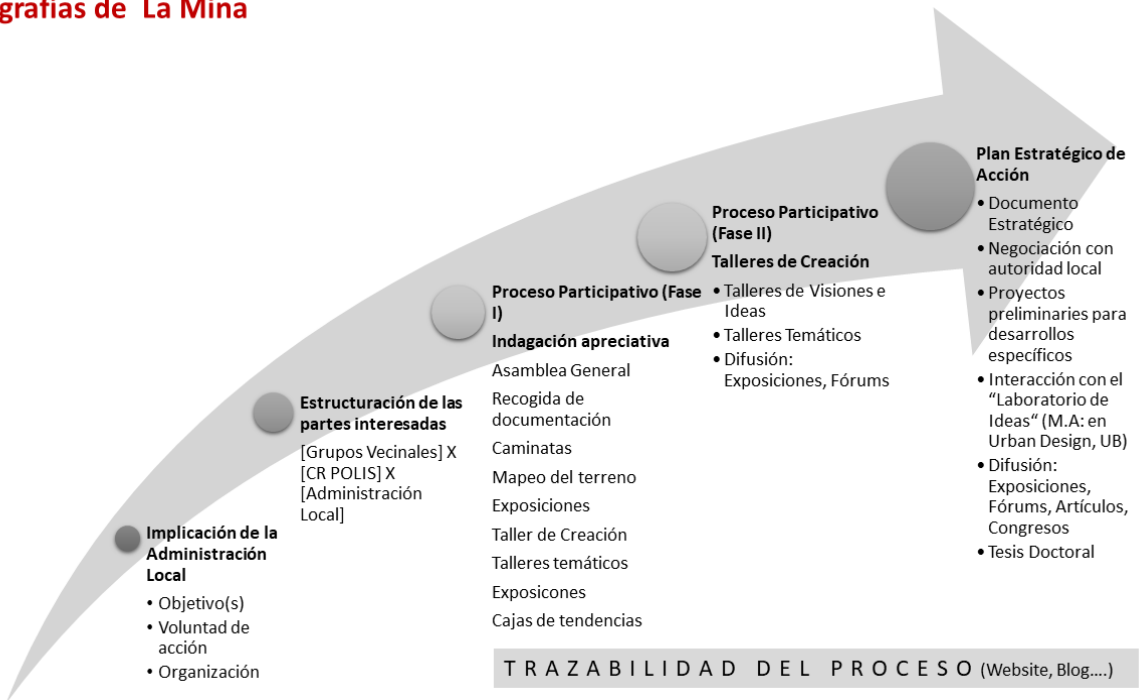 grafías de La Mina
Implicación de la
Administración
Local
• Objetivo(s)
• Voluntad de
acción
• Organización
Estructuración de las
partes interesadas
[Grupos Vecinales] X
[CR POLIS] X
[Administración
Local]
Proceso Participativo (Fase
I)
Indagación apreciativa
Asamblea General
Recogida de
documentación
Caminatas
Mapeo del terreno
Exposiciones
Taller de Creación
Talleres temáticos
Exposicones
Cajas de tendencias
Proceso Participativo
(Fase II)
Talleres de Creación
• Talleres de Visiones e
Ideas
• Talleres Temáticos
• Difusión:
Exposiciones, Fórums
Plan Estratégico de
Acción
• Documento
Estratégico
• Negociación con
autoridad local
• Proyectos
preliminaries para
desarrollos
específicos
• Interacción con el
“Laboratorio de
Ideas“ (M.A: en
Urban Design, UB)
• Difusión:
Exposiciones,
Fórums, Artículos,
Congresos
• Tesis Doctoral
TRAZABILIDAD DEL PROCESO (Website, Blog....)